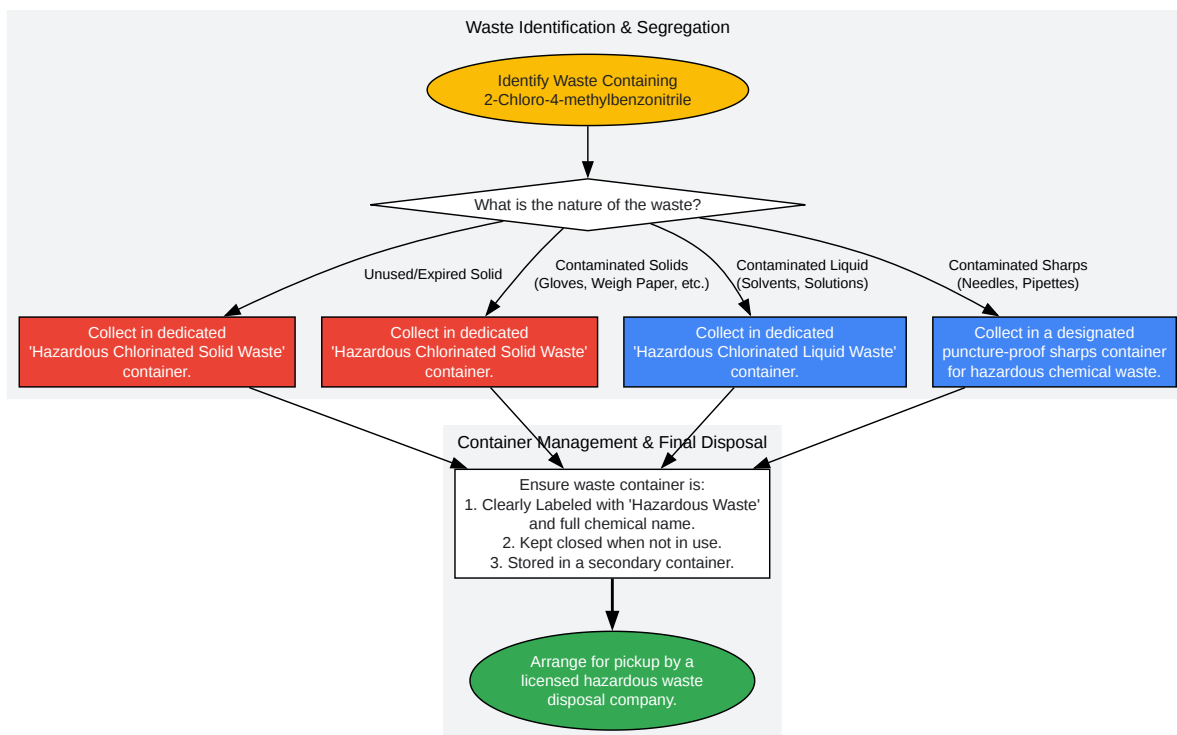 Waste Identification & Segregation
Identify Waste Containing
2-Chloro-4-methylbenzonitrile
What is the nature of the waste?
Unused/Expired Solid
Contaminated Solids
(Gloves, Weigh Paper, etc.)
Contaminated Liquid
(Solvents, Solutions)
Contaminated Sharps
(Needles, Pipettes)
Collect in dedicated
'Hazardous Chlorinated Solid Waste'
container.
Collect in dedicated
'Hazardous Chlorinated Solid Waste'
container.
Collect in dedicated
'Hazardous Chlorinated Liquid Waste'
container.
Collect in a designated
puncture-proof sharps container
for hazardous chemical waste.
Container Management & Final Disposal
Ensure waste container is:
1. Clearly Labeled with 'Hazardous Waste'
and full chemical name.
2. Kept closed when not in use.
3. Stored in a secondary container.
Arrange for pickup by a
licensed hazardous waste
disposal company.